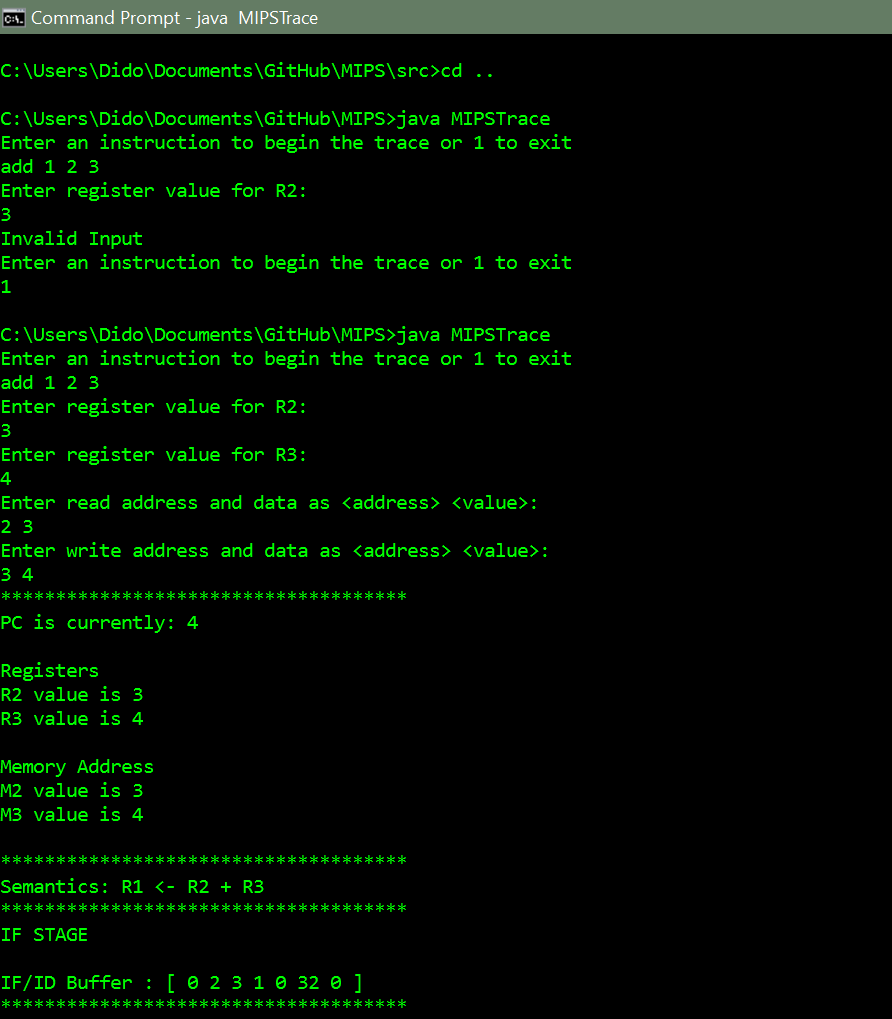 Command Prompt - java  MIPSTrace
C:\Users\Dido\Documents\GitHub\MIPS\src>cd ..
C:\Users\Dido\Documents\GitHub\MIPS>java MIPSTrace
Enter an instruction to begin the trace or 1 to exit
add 1 2 3
Enter register value for R2:
3
Invalid Input
Enter an instruction to begin the trace or 1 to exit
1
C:\Users\Dido\Documents\GitHub\MIPS>java MIPSTrace
Enter an instruction to begin the trace or 1 to exit
add 1 2 3
Enter register value for R2:
3
Enter register value for R3:
4
Enter read address and data as <address> <value>:
2 3
Enter write address and data as <address> <value>:
3 4
*************************************
PC is currently: 4
Registers
R2 value is 3
R3 value is 4
Memory Address
M2 value is 3
M3 value is 4
*************************************
Semantics: R1 <- R2 + R3
*************************************
IF STAGE
IF/ID Buffer : [ 0 2 3 1 0 32 0 ]
*************************************